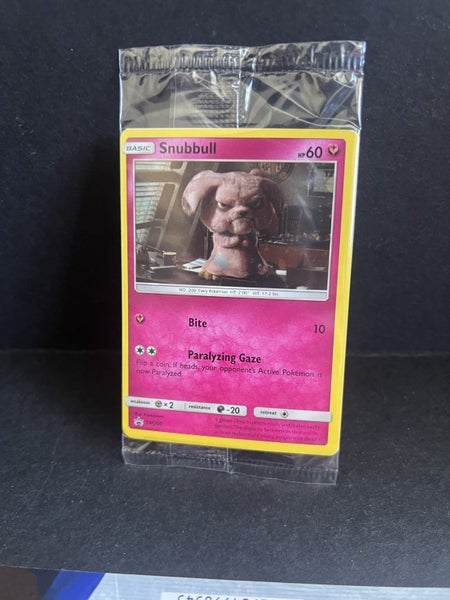 BASIC Snubbull HP 60
NO. 209 Fairy Pokémon HT: 2'00" WT: 17.2 lbs.
Bite 10
Paralyzing Gaze
Flip a coin. If heads, your opponent's Active Pokémon is
now Paralyzed.
weakness ×2 resistance -20 retreat
SM200